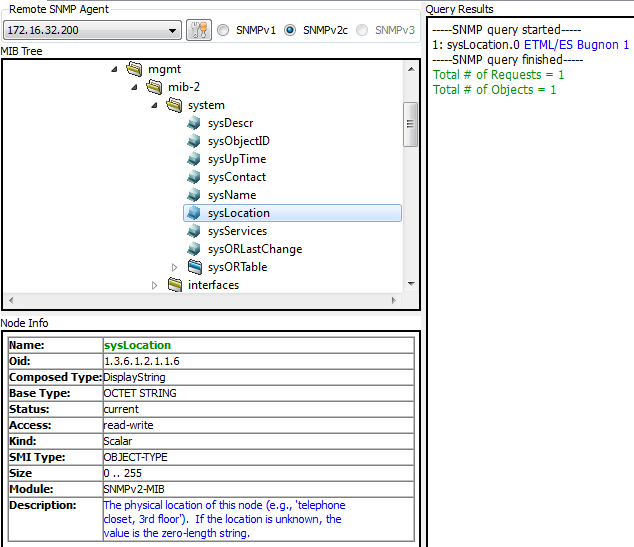 Remote SNMP Agent
172.16.32.200 SNMPv1 SNMPv2c SNMPv3
MIB Tree
mgmt
mib-2
system
sysDescr
sysObjectID
sysUpTime
sysContact
sysName
sysLocation
sysServices
sysORLastChange
sysORTable
interfaces
Node Info
Name: sysLocation
Oid: 1.3.6.1.2.1.1.6
Composed Type: DisplayString
Base Type: OCTET STRING
Status: current
Access: read-write
Kind: Scalar
SMI Type: OBJECT-TYPE
Size 0 .. 255
Module: SNMPv2-MIB
Description: The physical location of this node (e.g., 'telephone
closet, 3rd floor'). If the location is unknown, the
value is the zero-length string.
Query Results
-----SNMP query started-----
1: sysLocation.0 ETML/ES Bugnon 1
-----SNMP query finished-----
Total # of Requests = 1
Total # of Objects = 1